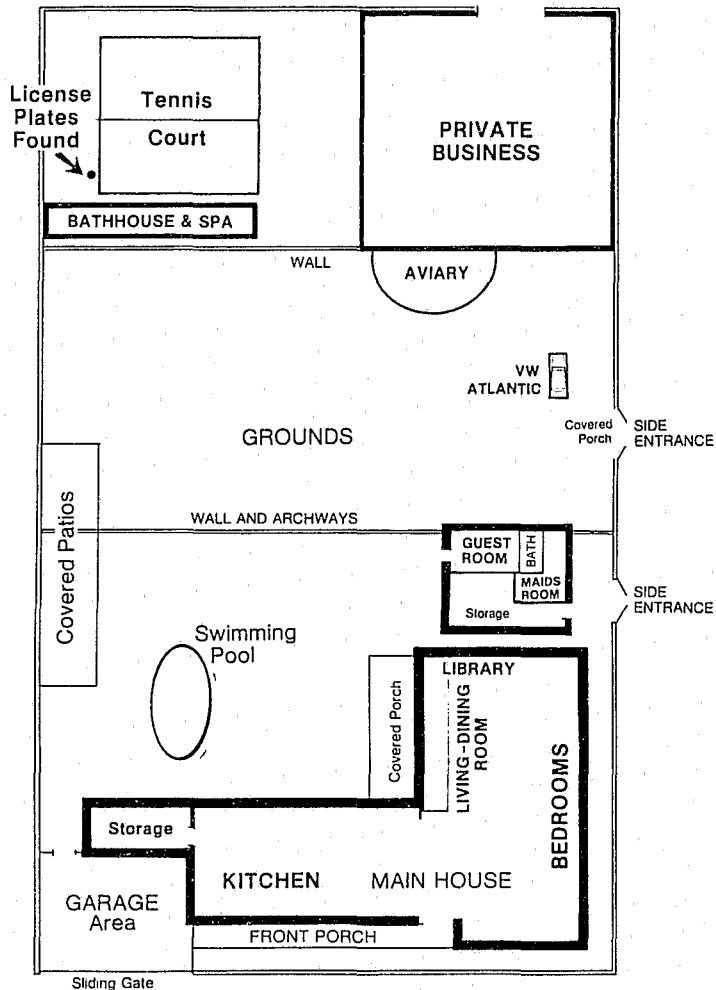 License
Plates
Found
Tennis
Court
PRIVATE
BUSINESS
BATHHOUSE & SPA
WALL
AVIARY
VW
ATLANTIC
Covered
Porch
SIDE
ENTRANCE
GROUNDS
Covered Patios
WALL AND ARCHWAYS
GUEST
ROOM
BATH
MAIDS
ROOM
Storage
SIDE
ENTRANCE
Swimming
Pool
LIBRARY
Covered Porch
LIVING-DINING
ROOM
BEDROOMS
Storage
KITCHEN
MAIN HOUSE
GARAGE
Area
FRONT PORCH
Sliding Gate